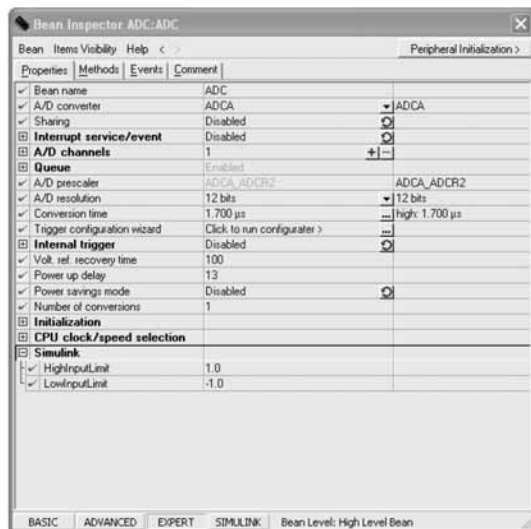 Bean Inspector ADC:ADC
Bean Items Visibility Help < > Peripheral Initialization >
Properties Methods Events Comment
Bean name ADC
A/D converter ADCA ADCA
Sharing Disabled
Interrupt service/event Disabled
A/D channels 1
Queue Enabled
A/D prescaler ADCA_ADCR2 ADCA_ADCR2
A/D resolution 12 bits 12 bits
Conversion time 1.700 µs high: 1.700 µs
Trigger configuration wizard Click to run configurater >
Internal trigger Disabled
Volt. ref. recovery time 100
Power up delay 13
Power savings mode Disabled
Number of conversions 1
Initialization
CPU clock/speed selection
Simulink
HighInputLimit 1.0
LowInputLimit -1.0
BASIC ADVANCED EXPERT SIMULINK Bean Level: High Level Bean